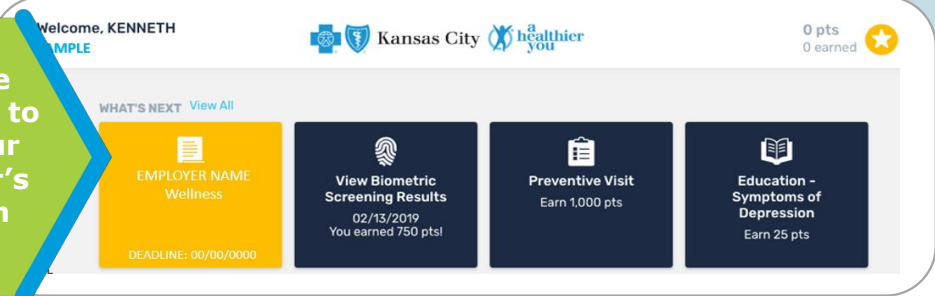 Welcome, KENNETH
Kansas City
a
healthier
you
0 pts
0 earned
to
WHAT'S NEXT View All
EMPLOYER NAME
Wellness
DEADLINE: 00/00/0000
View Biometric
Screening Results
02/13/2019
You earned 750 pts!
Preventive Visit
Earn 1,000 pts
Education -
Symptoms of
Depression
Earn 25 pts